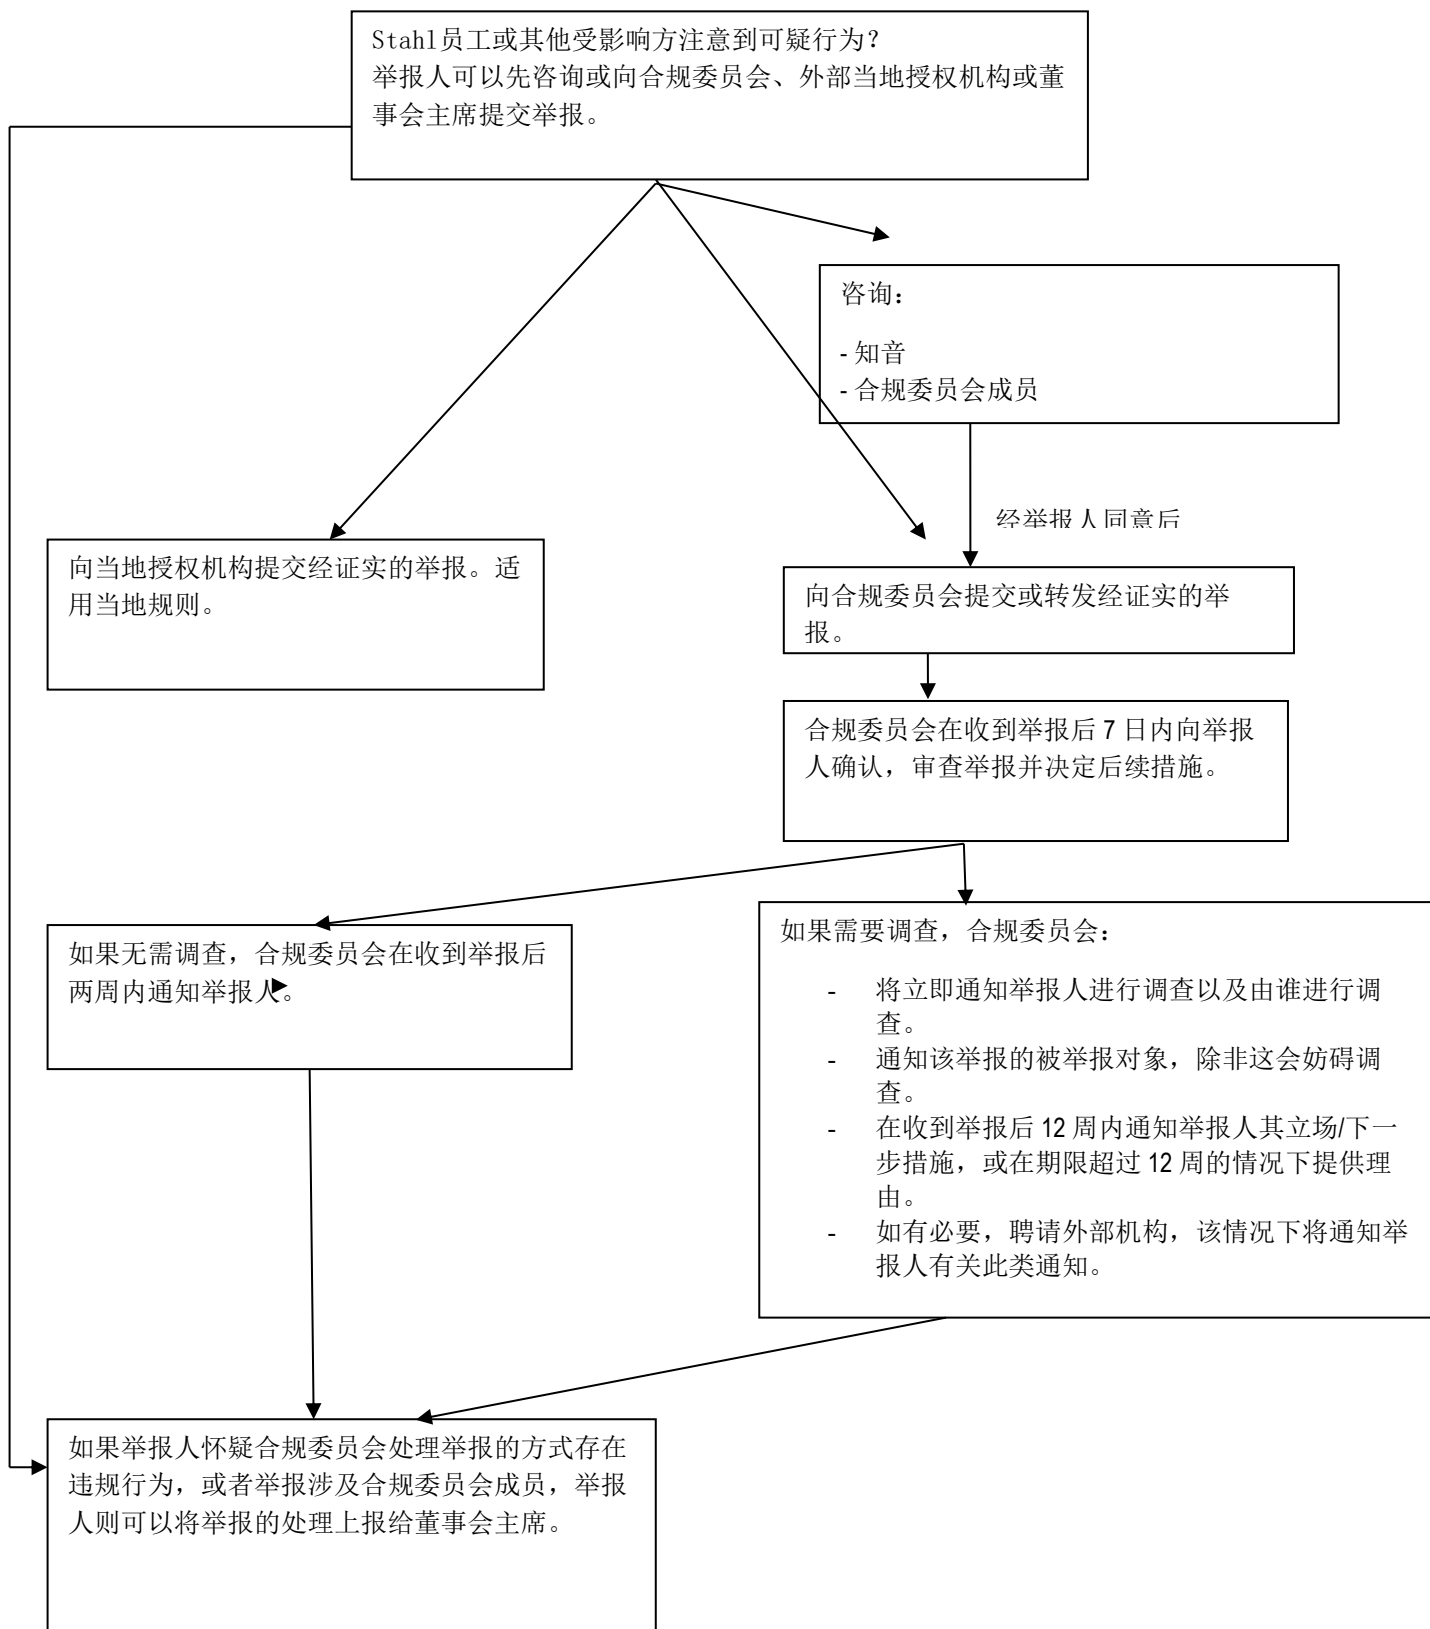 Stahl员工或其他受影响方注意到可疑行为？
举报人可以先咨询或向合规委员会、外部当地授权机构或董
事会主席提交举报。
咨询：
- 知音
- 合规委员会成员
经举报人同意后
向当地授权机构提交经证实的举报。适
用当地规则。
向合规委员会提交或转发经证实的举
报。
合规委员会在收到举报后 7 日内向举报
人确认，审查举报并决定后续措施。
如果无需调查，合规委员会在收到举报后
两周内通知举报人。
如果需要调查，合规委员会：
- 将立即通知举报人进行调查以及由谁进行调
查。
- 通知该举报的被举报对象，除非这会妨碍调
查。
- 在收到举报后 12 周内通知举报人其立场/下一
步措施，或在期限超过 12 周的情况下提供理
由。
- 如有必要，聘请外部机构，该情况下将通知举
报人有关此类通知。
如果举报人怀疑合规委员会处理举报的方式存在
违规行为，或者举报涉及合规委员会成员，举报
人则可以将举报的处理上报给董事会主席。